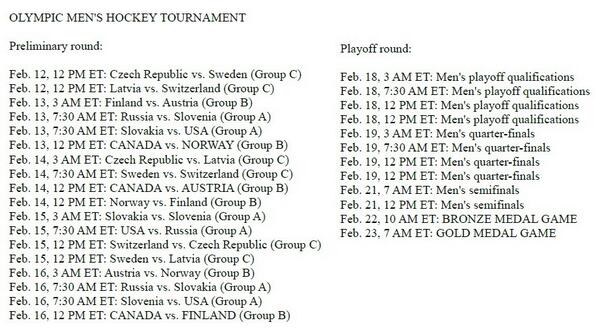 OLYMPIC MEN'S HOCKEY TOURNAMENT
Preliminary round:
Feb. 12, 12 PM ET: Czech Republic vs. Sweden (Group C)
Feb. 12, 12 PM ET: Latvia vs. Switzerland (Group C)
Feb. 13, 3 AM ET: Finland vs. Austria (Group B)
Feb. 13, 7:30 AM ET: Russia vs. Slovenia (Group A)
Feb. 13, 7:30 AM ET: Slovakia vs. USA (Group A)
Feb. 13, 12 PM ET: CANADA vs. NORWAY (Group B)
Feb. 14, 3 AM ET: Czech Republic vs. Latvia (Group C)
Feb. 14, 7:30 AM ET: Sweden vs. Switzerland (Group C)
Feb. 14, 12 PM ET: CANADA vs. AUSTRIA (Group B)
Feb. 14, 12 PM ET: Norway vs. Finland (Group B)
Feb. 15, 3 AM ET: Slovakia vs. Slovenia (Group A)
Feb. 15, 7:30 AM ET: USA vs. Russia (Group A)
Feb. 15, 12 PM ET: Switzerland vs. Czech Republic (Group C)
Feb. 15, 12 PM ET: Sweden vs. Latvia (Group C)
Feb. 16, 3 AM ET: Austria vs. Norway (Group B)
Feb. 16, 7:30 AM ET: Russia vs. Slovakia (Group A)
Feb. 16, 7:30 AM ET: Slovenia vs. USA (Group A)
Feb. 16, 12 PM ET: CANADA vs. FINLAND (Group B)
Playoff round:
Feb. 18, 3 AM ET: Men's playoff qualifications
Feb. 18, 7:30 AM ET: Men's playoff qualifications
Feb. 18, 12 PM ET: Men's playoff qualifications
Feb. 18, 12 PM ET: Men's playoff qualifications
Feb. 19, 3 AM ET: Men's quarter-finals
Feb. 19, 7:30 AM ET: Men's quarter-finals
Feb. 19, 12 PM ET: Men's quarter-finals
Feb. 19, 12 PM ET: Men's quarter-finals
Feb. 21, 7 AM ET: Men's semifinals
Feb. 21, 12 PM ET: Men's semifinals
Feb. 22, 10 AM ET: BRONZE MEDAL GAME
Feb. 23, 7 AM ET: GOLD MEDAL GAME